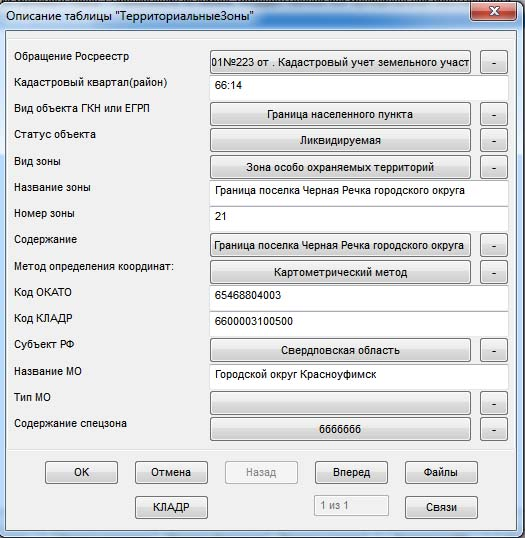 Описание таблицы "ТерриториальныеЗоны"
Обращение Росреестр 01№223 от . Кадастровый учет земельного участ -
Кадастровый квартал(район) 66:14
Вид объекта ГКН или ЕГРП Граница населенного пункта -
Статус объекта Ликвидируемая -
Вид зоны Зона особо охраняемых территорий -
Название зоны Граница поселка Черная Речка городского округа
Номер зоны 21
Содержание Граница поселка Черная Речка городского округа -
Метод определения координат: Картометрический метод -
Код ОКАТО 65468804003
Код КЛАДР 6600003100500
Субъект РФ Свердловская область -
Название МО Городской округ Красноуфимск
Тип МО -
Содержание спецзона 6666666 -
ОК Отмена Назад Вперед Файлы
КЛАДР 1 из 1 Связи